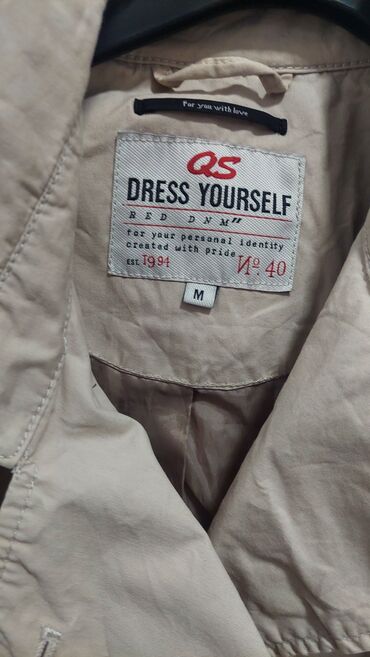 For you with love
QS
DRESS YOURSELF
RED DNM"
for your personal identity
created with pride
EST. 1994 И⁰. 40
M